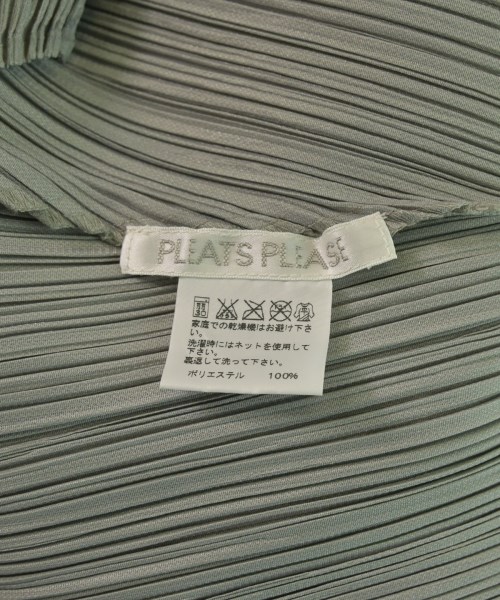 PLEATS PLEASE
家庭での乾燥機はお避け下さい。
洗濯時にはネットを使用して下さい。
裏返して洗って下さい。
ポリエステル 100%